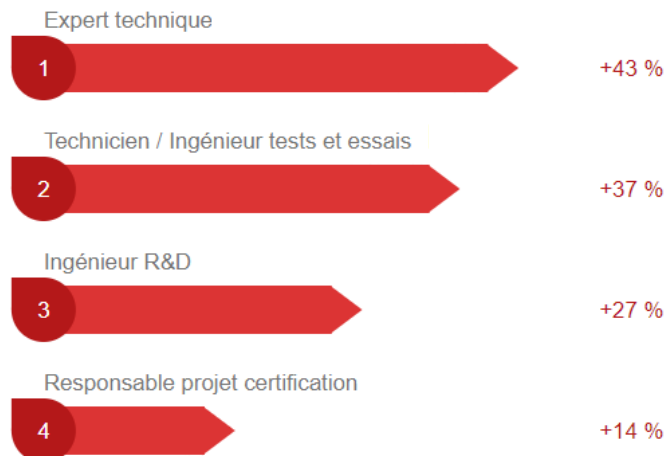 Expert technique
1 +43 %
Technicien / Ingénieur tests et essais
2 +37 %
Ingénieur R&D
3 +27 %
Responsable projet certification
4 +14 %